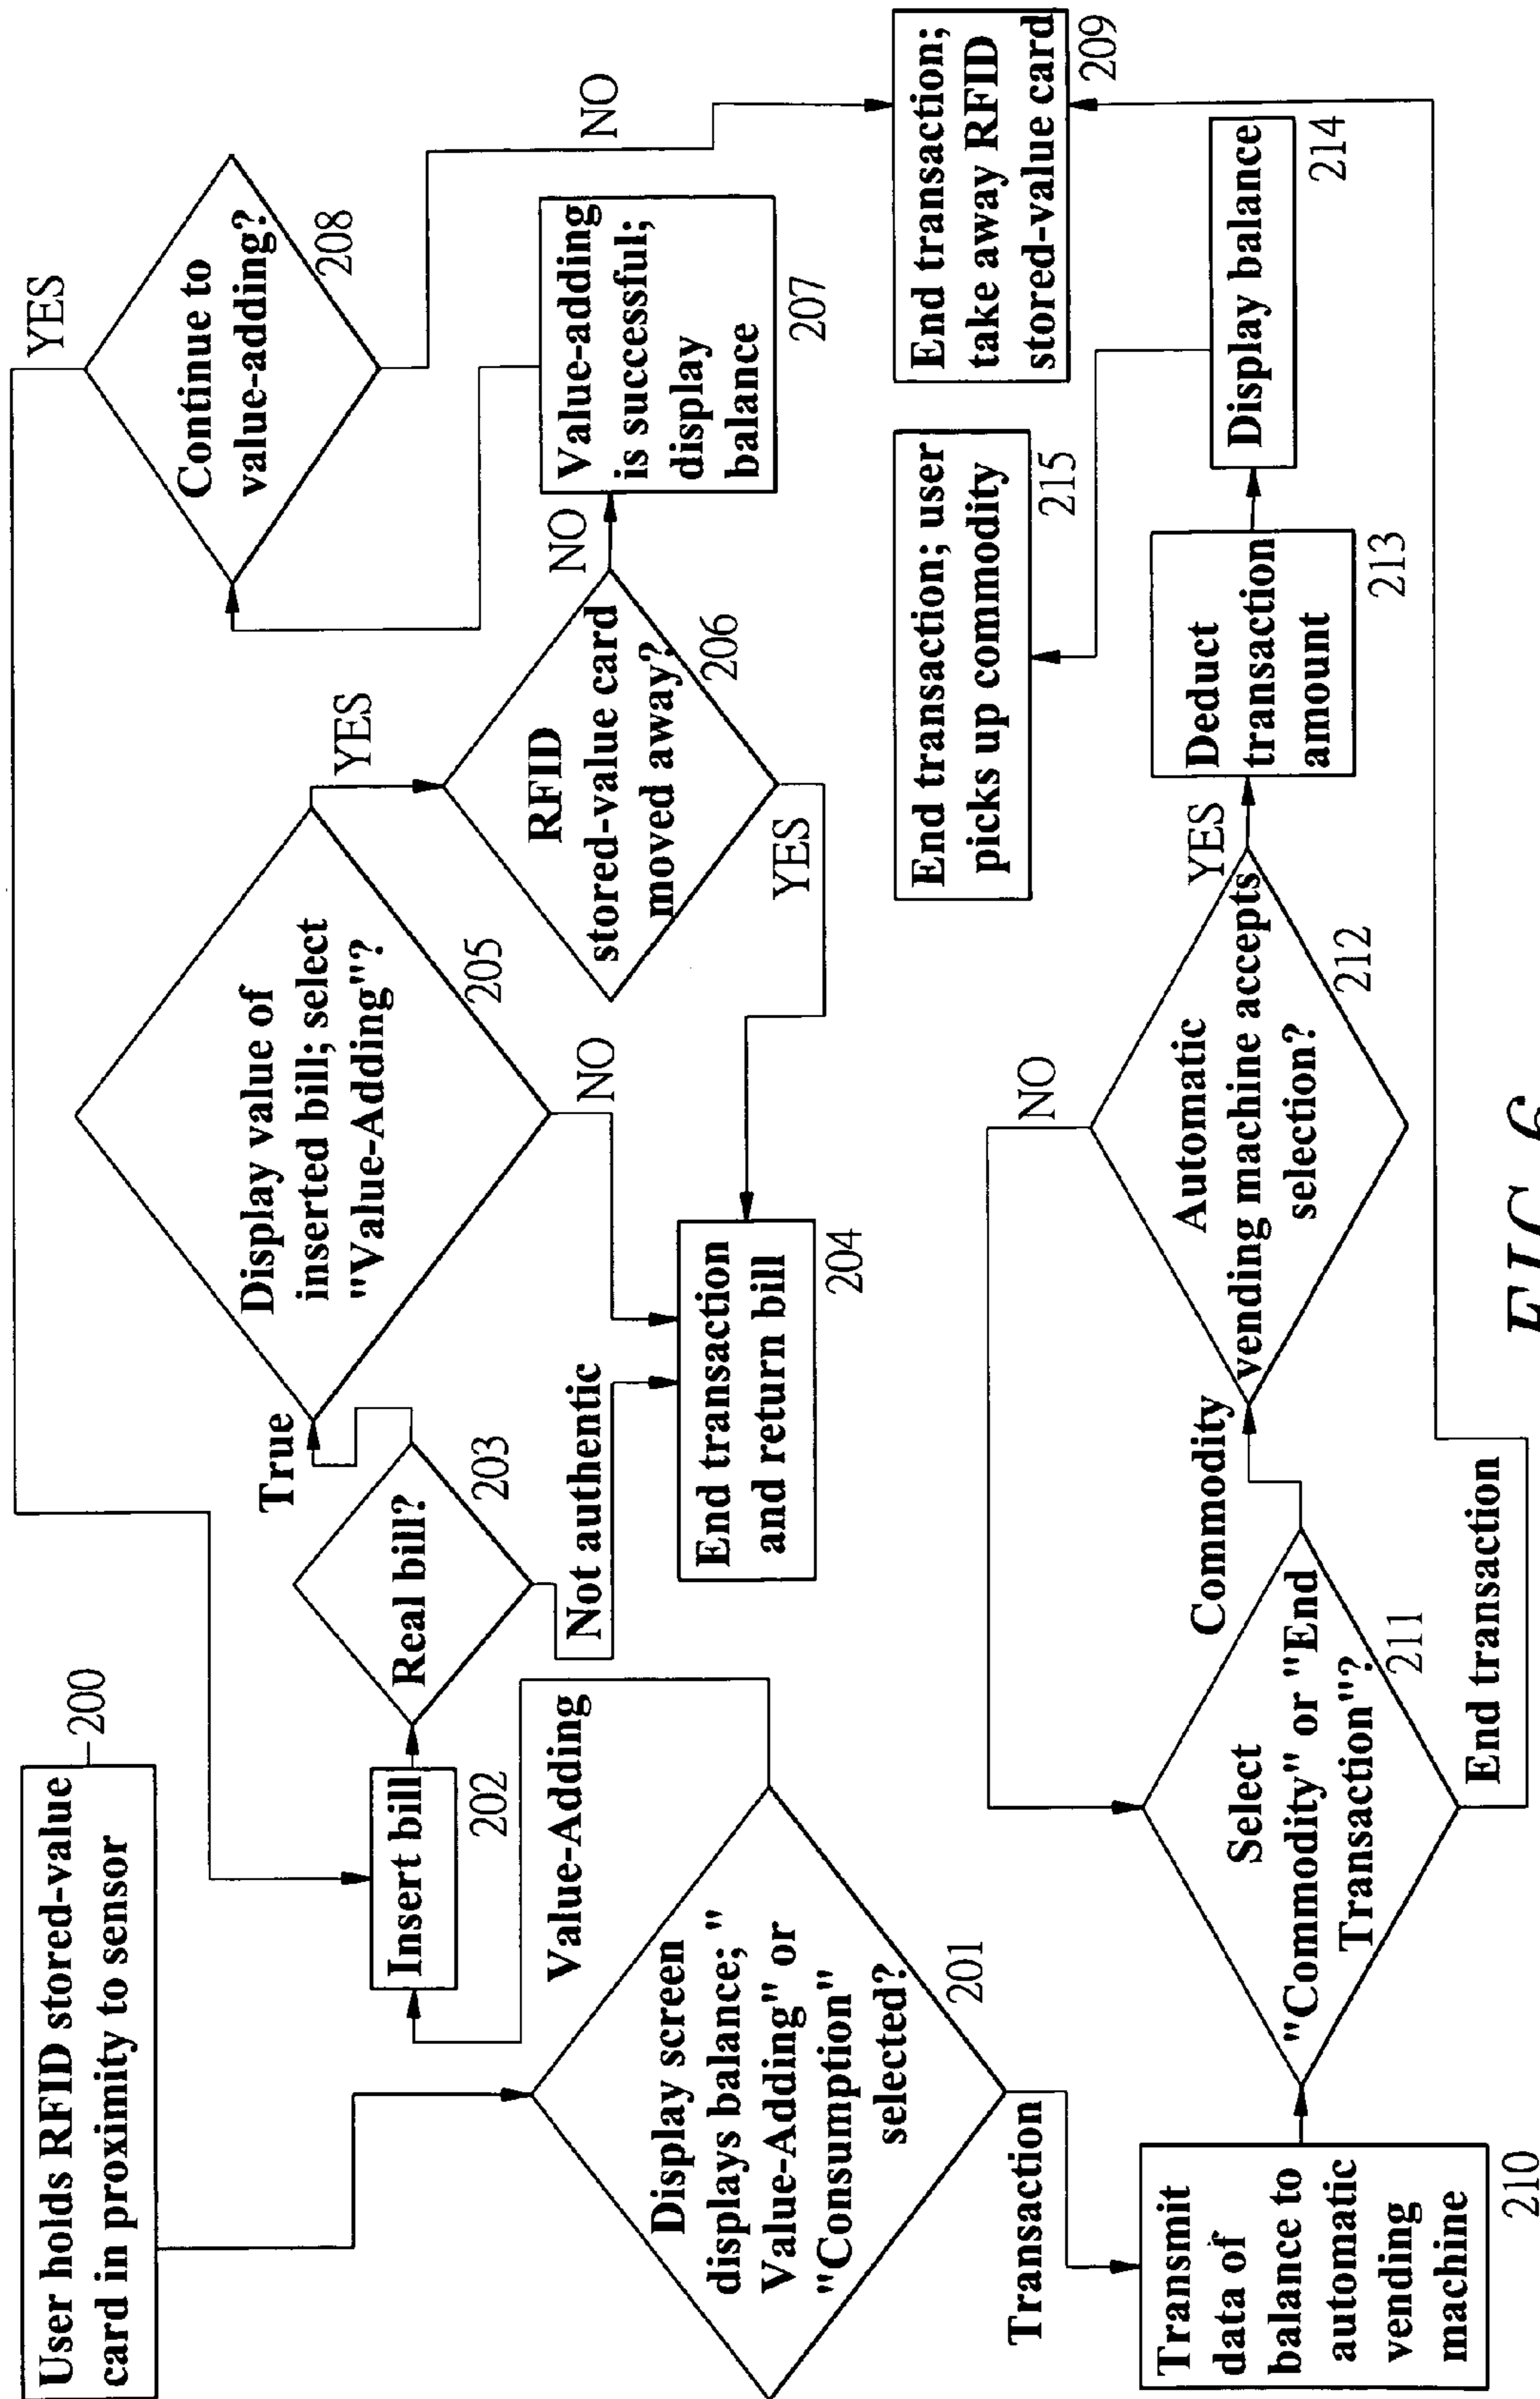 User holds RFID stored-value
card in proximity to sensor
200
Display screen
displays balance;"
Value-Adding" or
"Consumption"
selected?
201
Value-Adding
Transaction
Insert bill
202
Real bill?
203
True
Not authentic
End transaction
and return bill
204
Display value of
inserted bill; select
"Value-Adding"?
205
YES
NO
RFID
stored-value card
moved away?
206
NO
YES
Value-adding
is successful;
display
balance
207
Continue to
value-adding?
208
YES
NO
End transaction;
take away RFID
stored-value card
209
Transmit
data of
balance to
automatic
vending
machine
210
Select
"Commodity" or "End
Transaction"?
211
Commodity
End transaction
Automatic
vending machine accepts
selection?
212
NO
YES
Deduct
transaction
amount
213
Display balance
214
End transaction; user
picks up commodity
215
FIG. 6